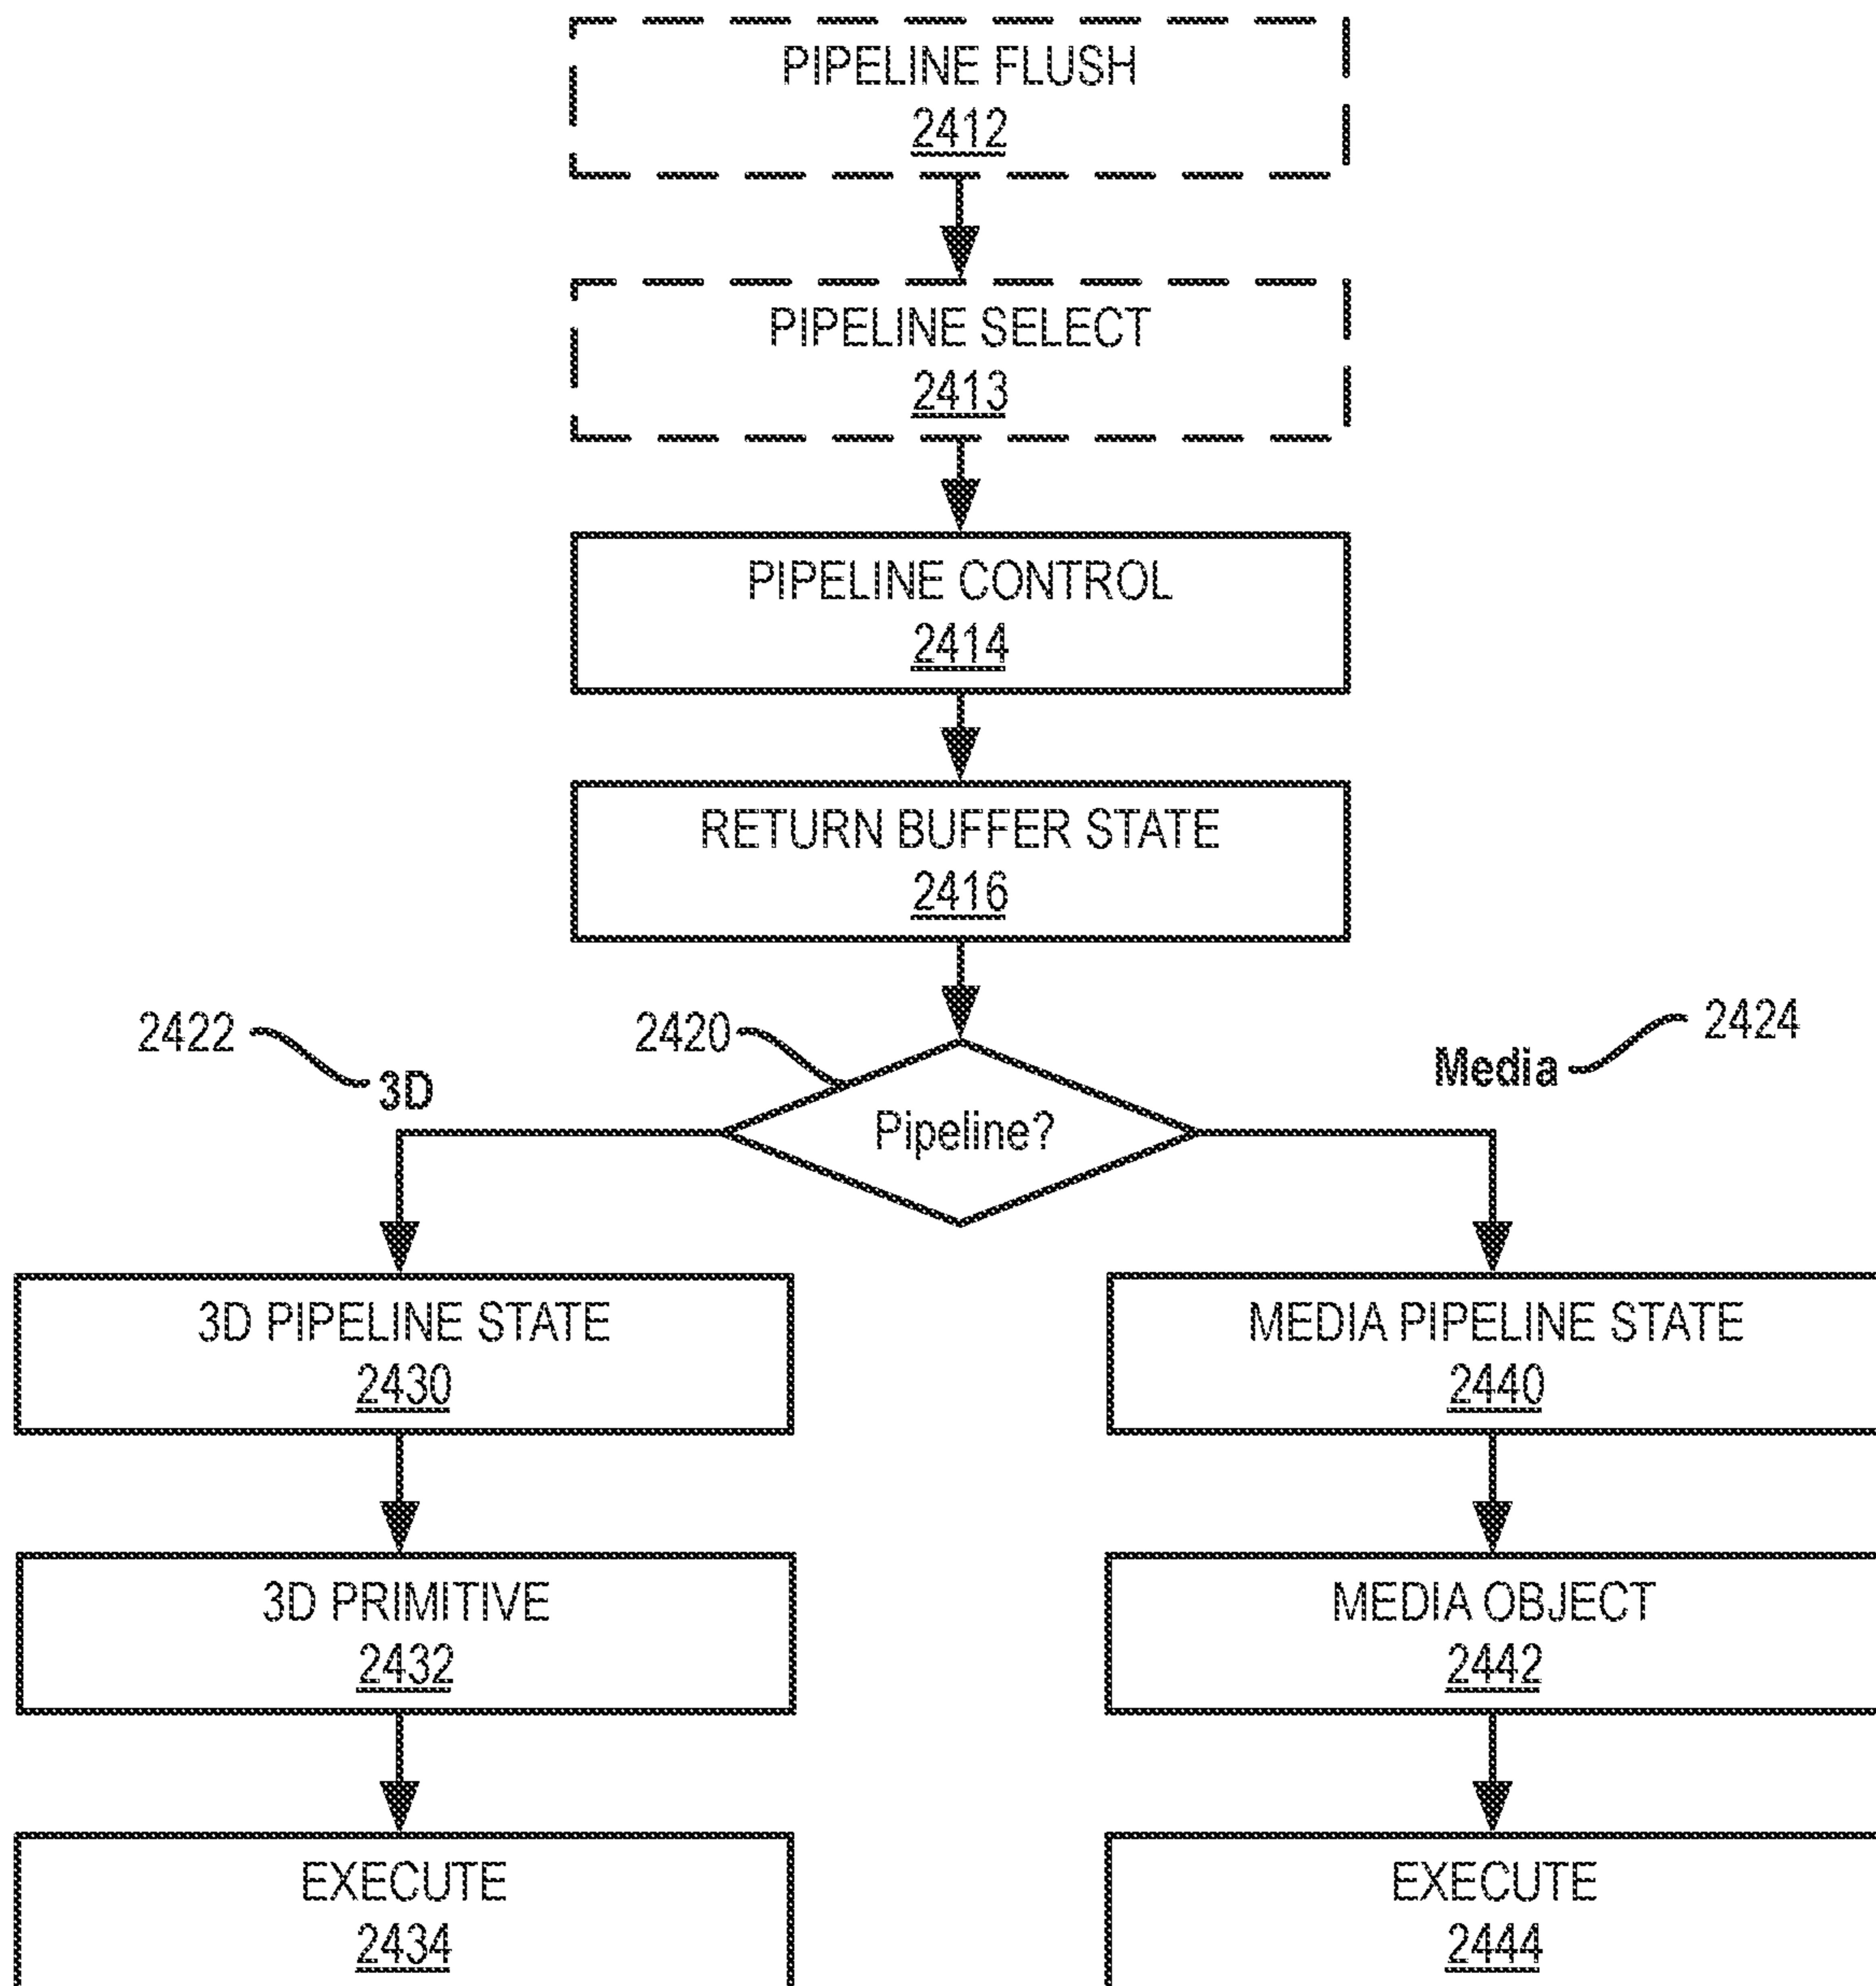 PIPELINE FLUSH
2412
PIPELINE SELECT
2413
PIPELINE CONTROL
2414
RETURN BUFFER STATE
2416
2422
3D
2420
Pipeline?
Media
2424
3D PIPELINE STATE
2430
MEDIA PIPELINE STATE
2440
3D PRIMITIVE
2432
MEDIA OBJECT
2442
EXECUTE
2434
EXECUTE
2444